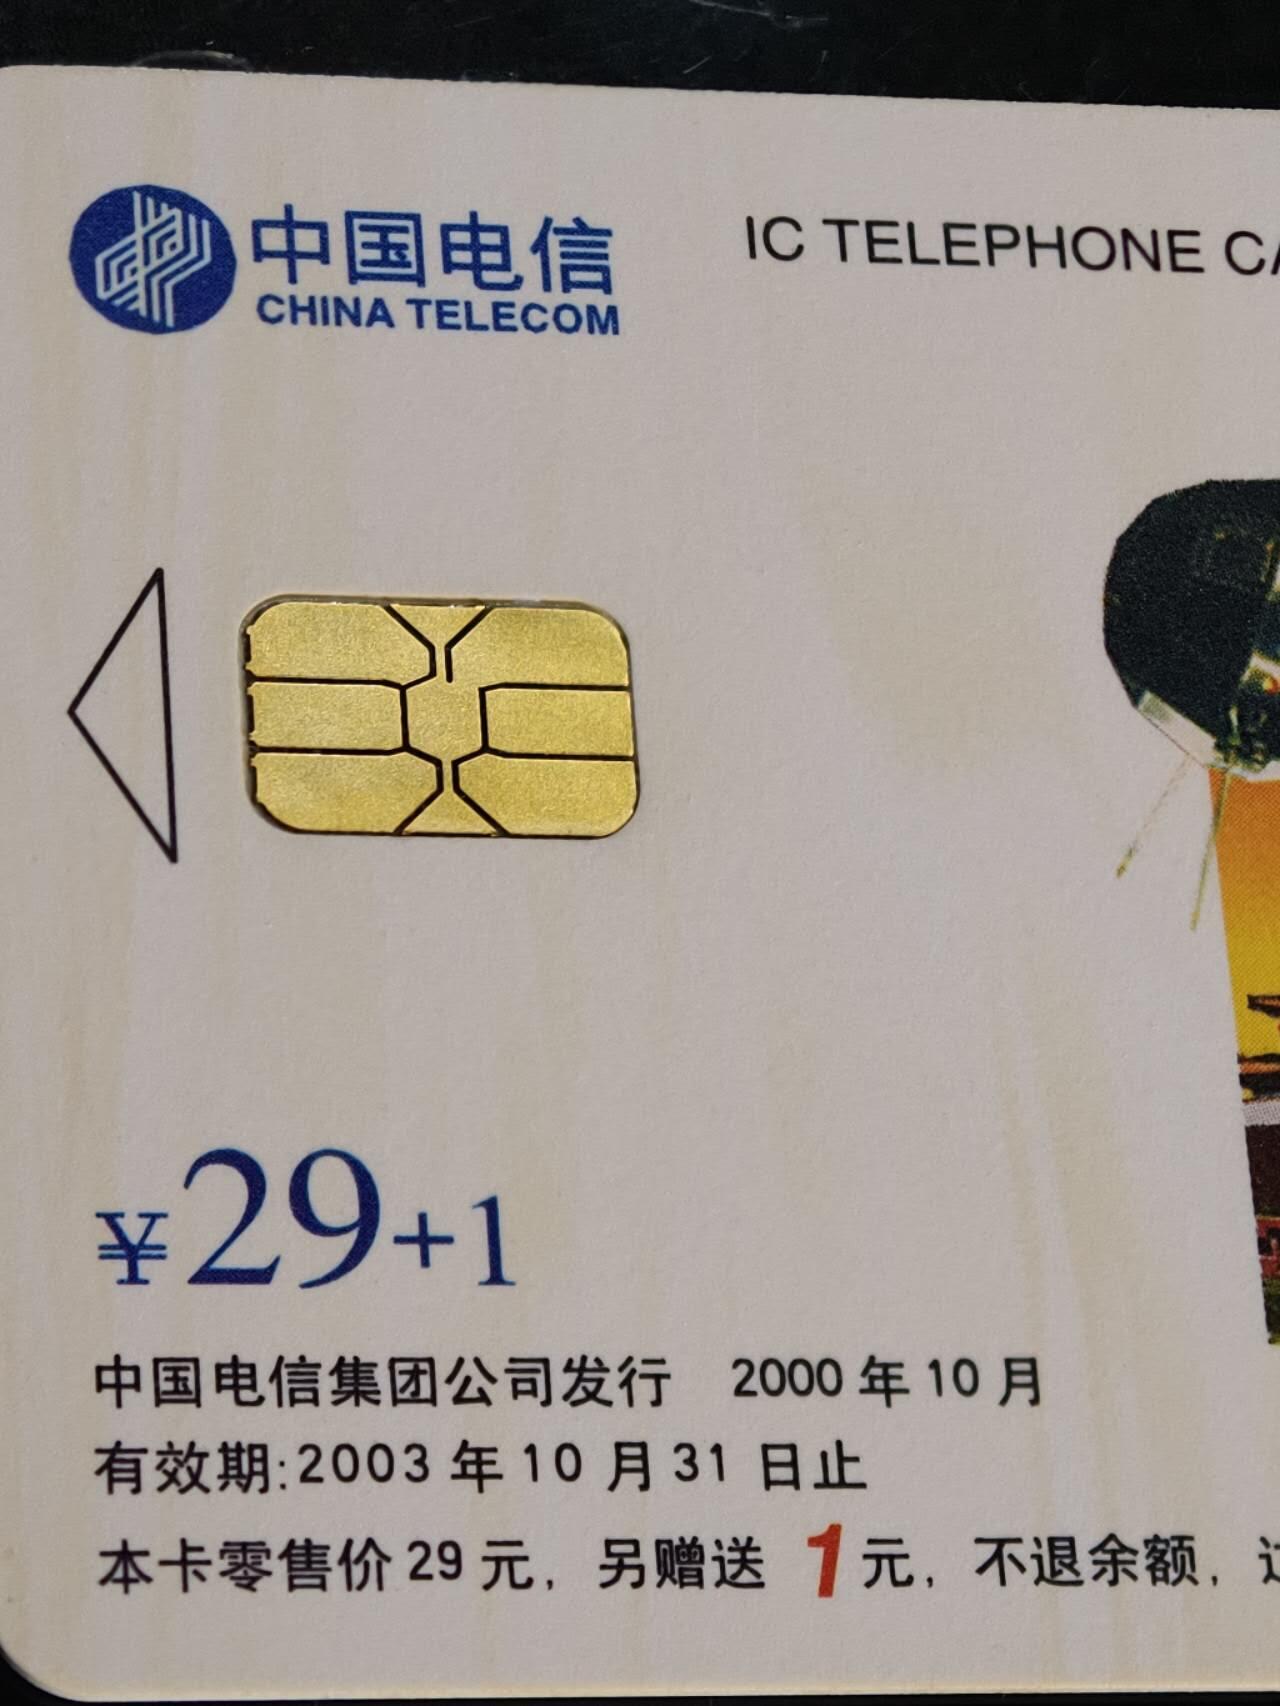 中国电信
CHINA TELECOM
IC TELEPHONE
¥29+1
中国电信集团公司发行 2000年10月
有效期:2003年10月31日止
本卡零售价29元，另赠送1元，不退余额，